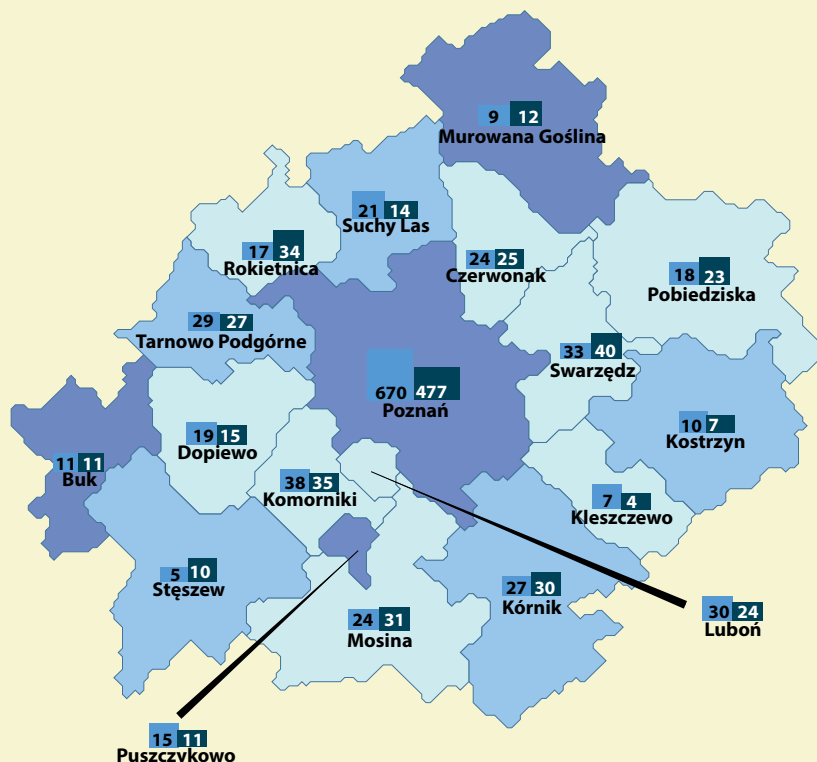 9 12
Murowana Goślina
21 14
Suchy Las
17 34
Rokietnica
24 25
Czerwonak
18 23
Pobiedziska
29 27
Tarnowo Podgórne
33 40
Swarzędz
670 477
Poznań
10 7
Kostrzyn
19 15
Dopiewo
11 11
Buk
38 35
Komorniki
7 4
Kleszczewo
5 10
Stęszew
27 30
Kórnik
30 24
Luboń
24 31
Mosina
15 11
Puszczykowo